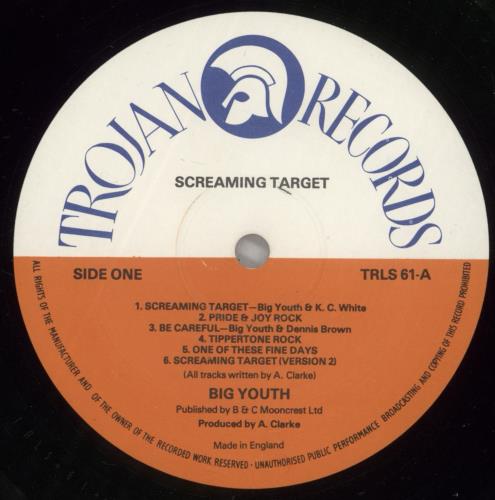 TROJAN RECORDS
SCREAMING TARGET
SIDE ONE TRLS 61-A
1. SCREAMING TARGET—Big Youth & K. C. White
2. PRIDE & JOY ROCK
3. BE CAREFUL—Big Youth & Dennis Brown
4. TIPPERTONE ROCK
5. ONE OF THESE FINE DAYS
6. SCREAMING TARGET (VERSION 2)
(All tracks written by A. Clarke)
BIG YOUTH
Published by B & C Mooncrest Ltd
Produced by A. Clarke
Made in England
ALL RIGHTS OF THE MANUFACTURER AND OF THE OWNER OF THE RECORDED WORK RESERVED · UNAUTHORISED PUBLIC PERFORMANCE BROADCASTING AND COPYING OF THIS RECORD PROHIBITED